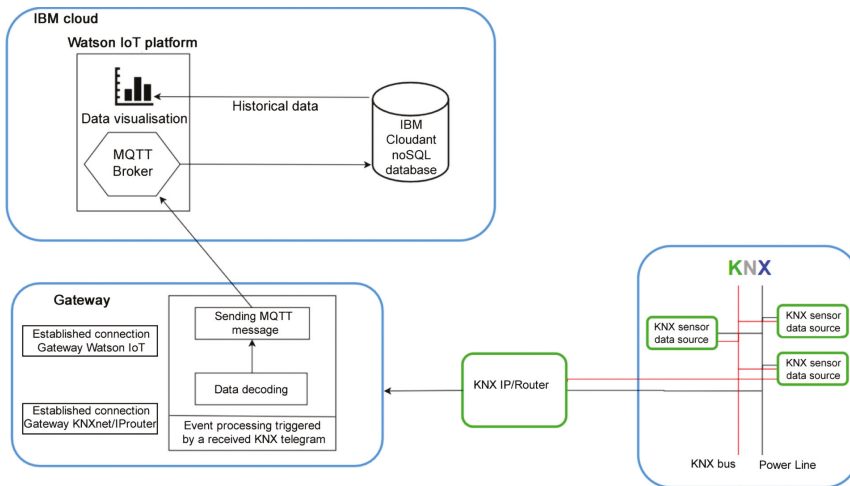 IBM cloud
Watson IoT platform
Data visualisation
Historical data
MQTT
Broker
IBM
Cloudant
noSQL
database
Gateway
Established connection
Gateway Watson IoT
Established connection
Gateway KNXnet/IProuter
Sending MQTT
message
Data decoding
Event processing triggered
by a received KNX telegram
KNX IP/Router
KNX
KNX sensor
data source
KNX sensor
data source
KNX sensor
data source
KNX bus
Power Line